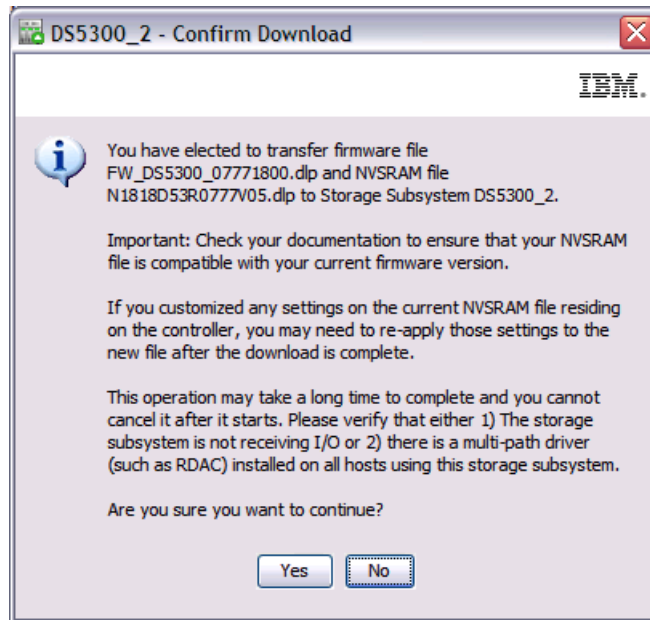 DS5300_2 - Confirm Download
IBM.
You have elected to transfer firmware file
FW_DS5300_07771800.dlp and NVSRAM file
N1818D53R0777V05.dlp to Storage Subsystem DS5300_2.
Important: Check your documentation to ensure that your NVSRAM
file is compatible with your current firmware version.
If you customized any settings on the current NVSRAM file residing
on the controller, you may need to re-apply those settings to the
new file after the download is complete.
This operation may take a long time to complete and you cannot
cancel it after it starts. Please verify that either 1) The storage
subsystem is not receiving I/O or 2) there is a multi-path driver
(such as RDAC) installed on all hosts using this storage subsystem.
Are you sure you want to continue?
Yes No